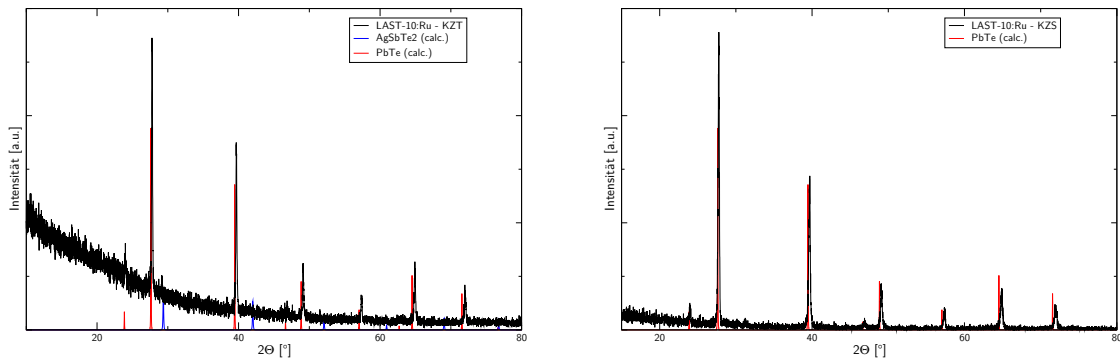 LAST-10:Ru - KZT
AgSbTe2 (calc.)
PbTe (calc.)
Intensität [a.u.]
20
40
60
80
2Θ [°]
LAST-10:Ru - KZS
PbTe (calc.)
Intensität [a.u.]
20
40
60
80
2Θ [°]